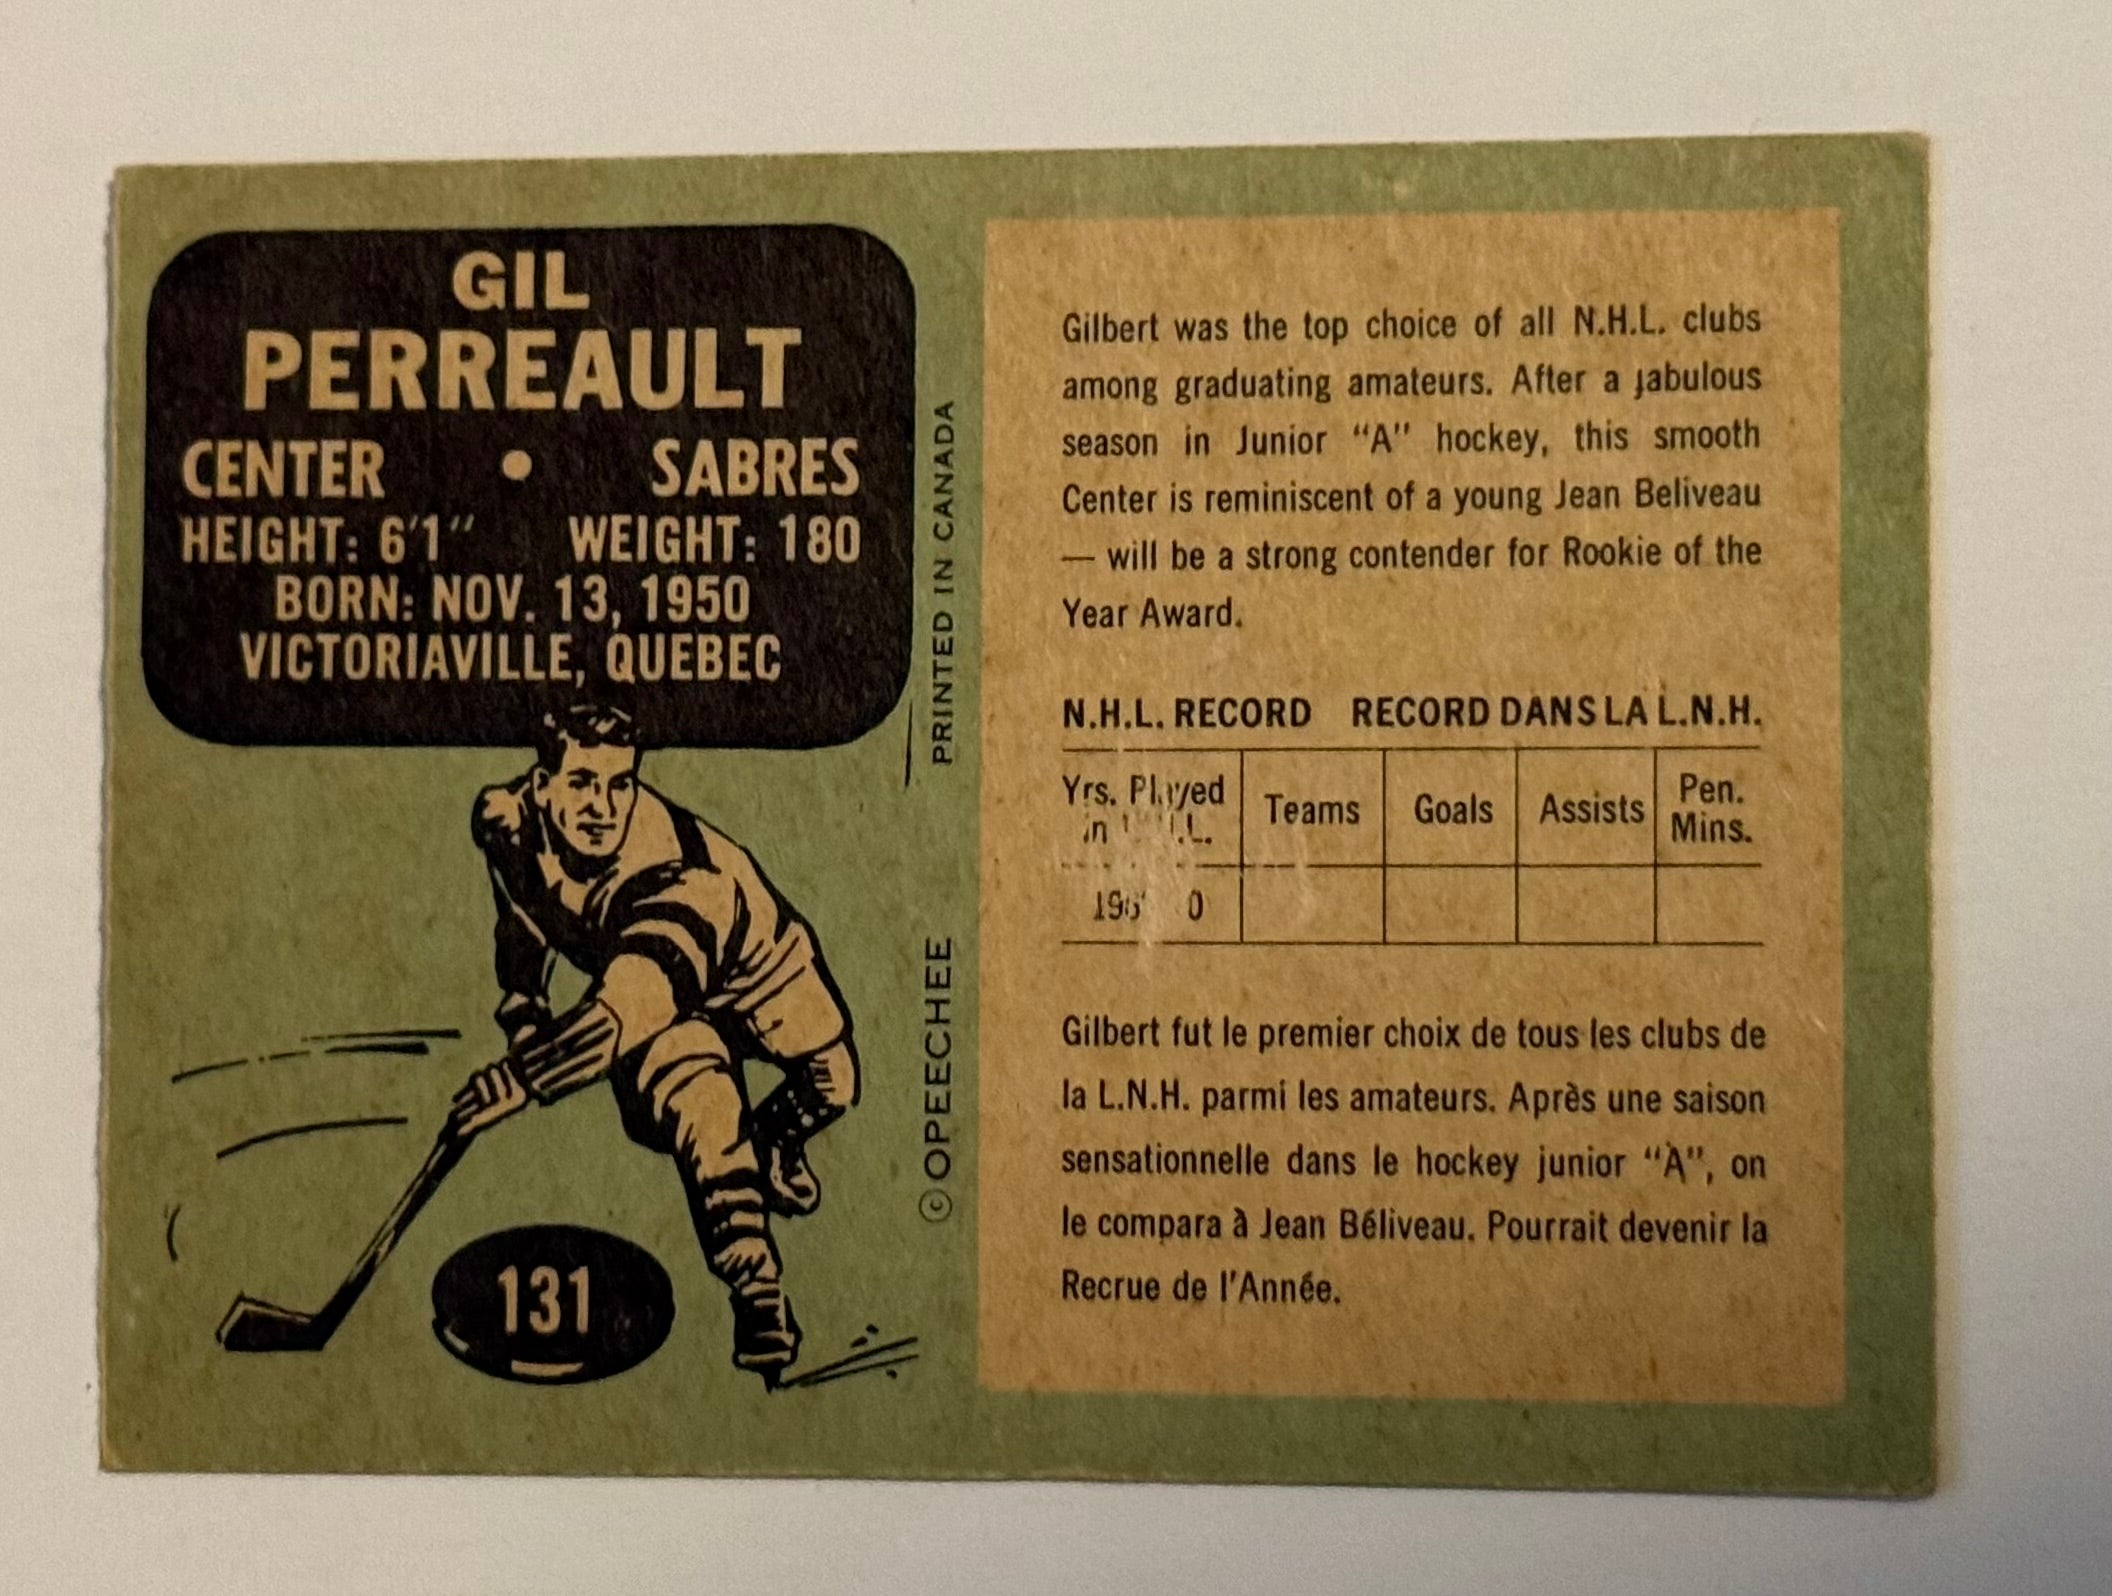 GIL
PERREAULT
CENTER • SABRES
HEIGHT: 6'1" WEIGHT: 180
BORN: NOV. 13, 1950
VICTORIAVILLE, QUEBEC
131
PRINTED IN CANADA
©OPEECHEE
Gilbert was the top choice of all N.H.L. clubs
among graduating amateurs. After a fabulous
season in Junior “A” hockey, this smooth
Center is reminiscent of a young Jean Beliveau
— will be a strong contender for Rookie of the
Year Award.
N.H.L. RECORD RECORD DANS LA L.N.H.
Yrs. Played
in
Teams
Goals
Assists
Pen.
Mins.
Gilbert fut le premier choix de tous les clubs de
la L.N.H. parmi les amateurs. Après une saison
sensationnelle dans le hockey junior “A”, on
le compara à Jean Béliveau. Pourrait devenir la
Recrue de l'Année.